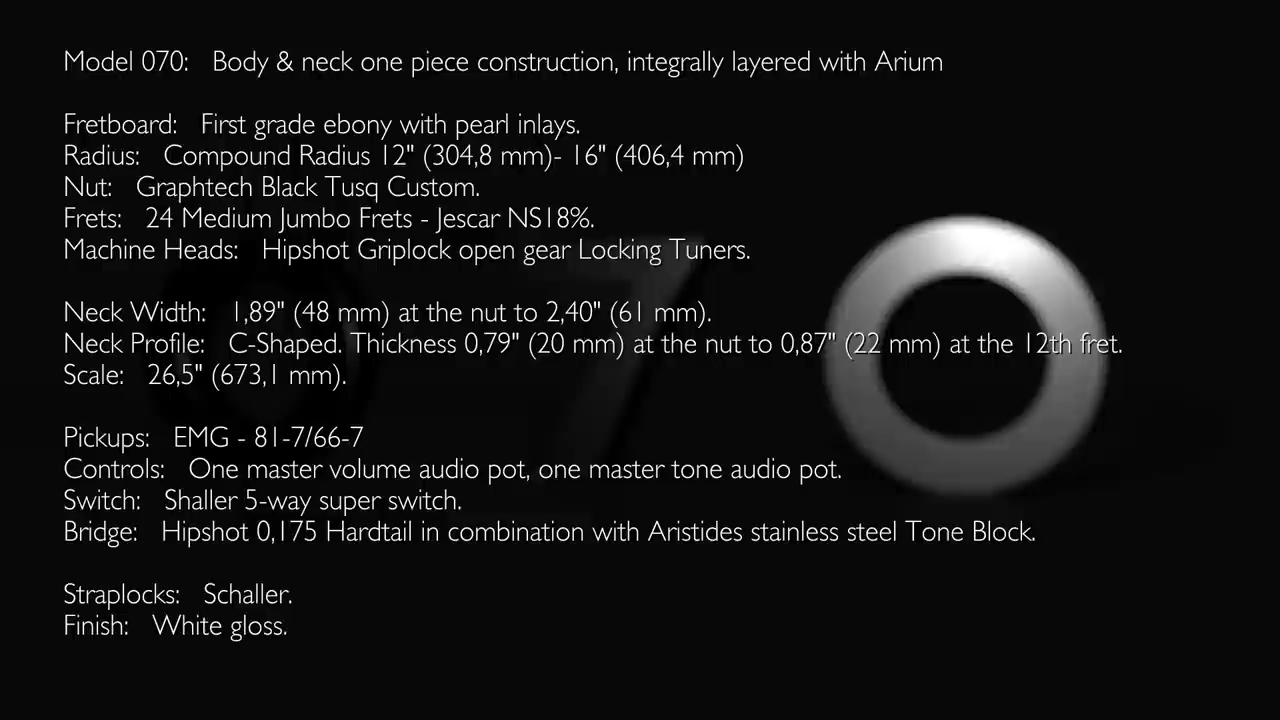 Model 070: Body & neck one piece construction, integrally layered with Arium
Fretboard: First grade ebony with pearl inlays.
Radius: Compound Radius 12" (304,8 mm)- 16" (406,4 mm)
Nut: Graphtech Black Tusq Custom.
Frets: 24 Medium Jumbo Frets - Jescar NS18%.
Machine Heads: Hipshot Griplock open gear Locking Tuners.
Neck Width: 1,89" (48 mm) at the nut to 2,40" (61 mm).
Neck Profile: C-Shaped. Thickness 0,79" (20 mm) at the nut to 0,87" (22 mm) at the 12th fret.
Scale: 26,5" (673,1 mm).
Pickups: EMG - 81-7/66-7
Controls: One master volume audio pot, one master tone audio pot.
Switch: Shaller 5-way super switch.
Bridge: Hipshot 0,175 Hardtail in combination with Aristides stainless steel Tone Block.
Straplocks: Schaller.
Finish: White gloss.
070